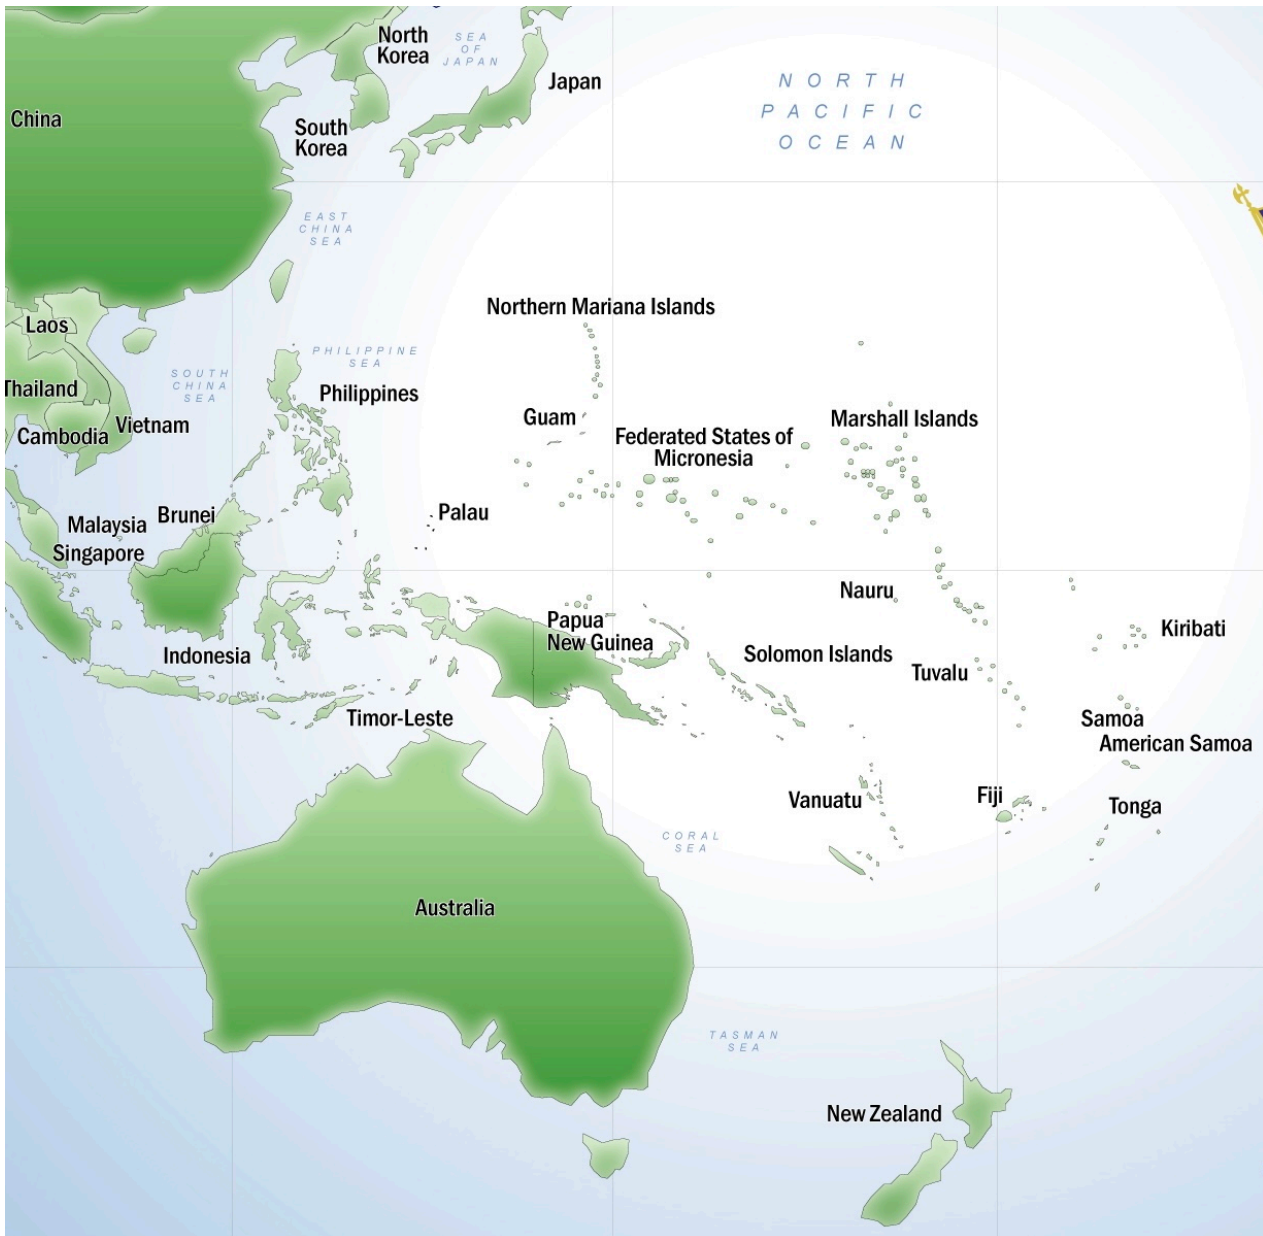 North
Korea
SEA
OF
JAPAN
Japan
NORTH
PACIFIC
OCEAN
China
South
Korea
EAST
CHINA
SEA
Northern Mariana Islands
Laos
PHILIPPINE
SEA
SOUTH
CHINA
SEA
Thailand
Philippines
Guam
Marshall Islands
Vietnam
Cambodia
Federated States of
Micronesia
Palau
Brunei
Malaysia
Singapore
Nauru
Papua
New Guinea
Kiribati
Indonesia
Solomon Islands
Tuvalu
Timor-Leste
Samoa
American Samoa
Vanuatu
Fiji
Tonga
CORAL
SEA
Australia
TASMAN
SEA
New Zealand